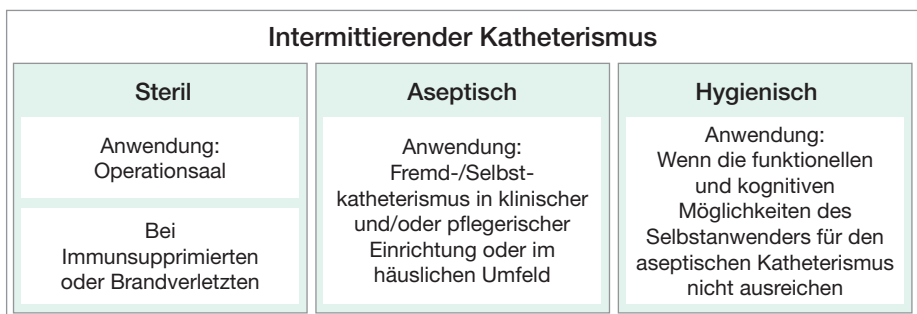 Intermittierender Katheterismus
Steril
Anwendung:
Operationsaal
Bei
Immunsupprimierten
oder Brandverletzten
Aseptisch
Anwendung:
Fremd-/Selbst-
katheterismus in klinischer
und/oder pflegerischer
Einrichtung oder im
häuslichen Umfeld
Hygienisch
Anwendung:
Wenn die funktionellen
und kognitiven
Möglichkeiten des
Selbstanwenders für den
aseptischen Katheterismus
nicht ausreichen